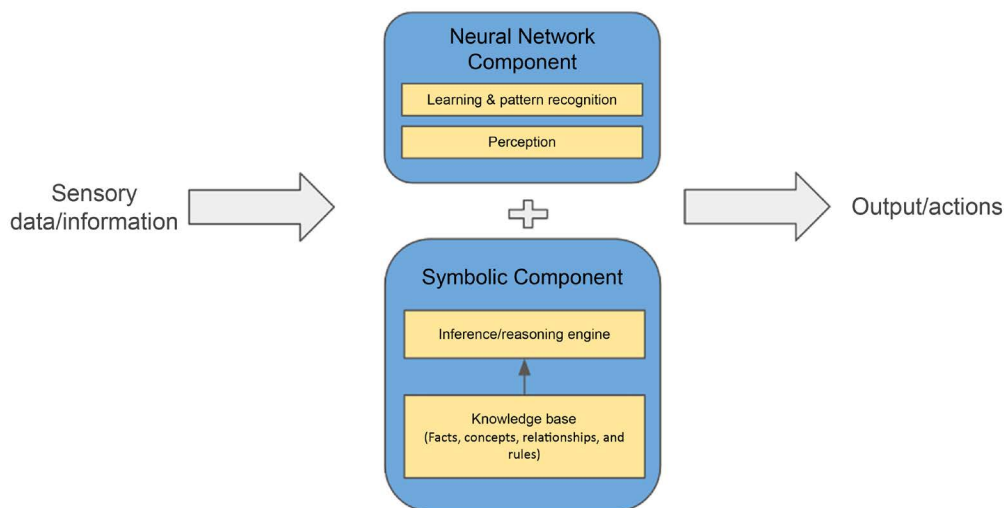 Neural Network
Component
Learning & pattern recognition
Perception
Sensory
data/information
Output/actions
Symbolic Component
Inference/reasoning engine
Knowledge base
(Facts, concepts, relationships, and
rules)